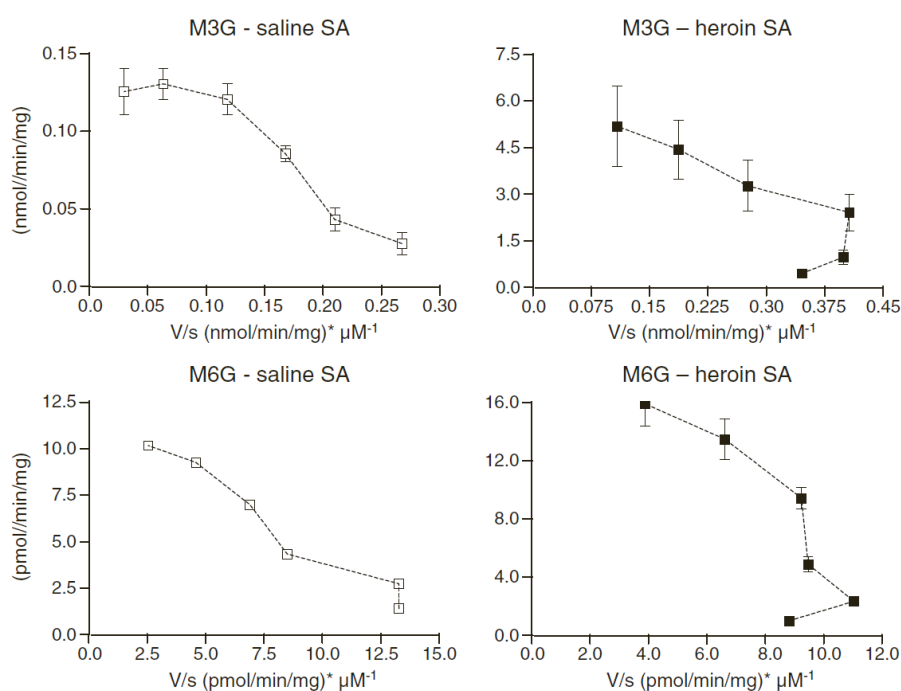 M3G - saline SA
M3G – heroin SA
(nmol//min/mg)
0.15
0.10
0.05
0.0
0.0 0.05 0.10 0.15 0.20 0.25 0.30
V/s (nmol/min/mg)* µM-1
7.5
6.0
4.5
3.0
1.5
0.0
0.0 0.075 0.15 0.225 0.30 0.375 0.45
V/s (nmol/min/mg)* µM-1
M6G - saline SA
M6G – heroin SA
(pmol//min/mg)
12.5
10.0
7.5
5.0
2.5
0.0
0.0 2.5 5.0 7.5 10.0 12.5 15.0
V/s (pmol/min/mg)* µM-1
16.0
12.0
8.0
4.0
0.0
0.0 2.0 4.0 6.0 8.0 10.0 12.0
V/s (pmol/min/mg)* µM-1